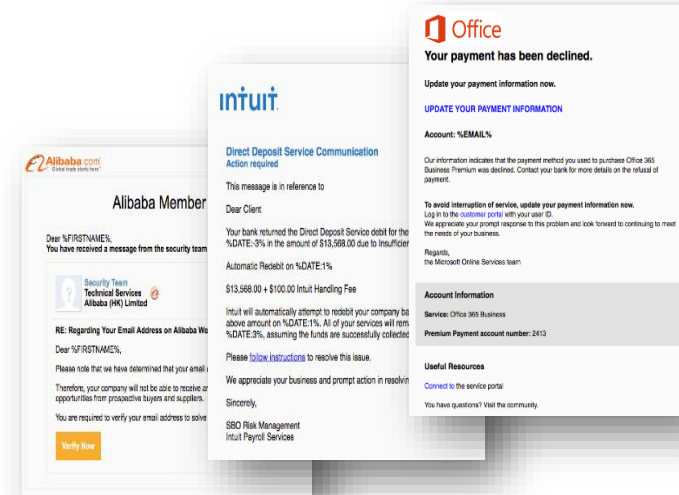 Alibaba.com
Global trade starts here.
Alibaba Member
Dear %FIRSTNAME%,
You have received a message from the security team
Security Team
Technical Services
Alibaba (HK) Limited
RE: Regarding Your Email Address on Alibaba We
Dear %FIRSTNAME%,
Please note that we have determined that your email
Therefore, your company will not be able to receive an
opportunities from prospective buyers and suppliers.
You are required to verify your email address to solve
Verify Now
intuit
Direct Deposit Service Communication
Action required
This message is in reference to
Dear Client
Your bank returned the Direct Deposit Service debit for the
%DATE:-3% in the amount of $13,568.00 due to Insufficien
Automatic Redebit on %DATE:1%
$13,568.00 + $100.00 Intuit Handling Fee
Intuit will automatically attempt to redebit your company ba
above amount on %DATE:1%. All of your services will rem
%DATE:3%, assuming the funds are successfully collected
Please follow instructions to resolve this issue.
We appreciate your business and prompt action in resolvin
Sincerely,
SBO Risk Management
Intuit Payroll Services
Office
Your payment has been declined.
Update your payment information now.
UPDATE YOUR PAYMENT INFORMATION
Account: %EMAIL%
Our information indicates that the payment method you used to purchase Office 365
Business Premium was declined. Contact your bank for more details on the refusal of
payment.
To avoid interruption of service, update your payment information now.
Log in to the customer portal with your user ID.
We appreciate your prompt response to this problem and look forward to continuing to meet
the needs of your business.
Regards,
the Microsoft Online Services team
Account Information
Service: Office 365 Business
Premium Payment account number: 2413
Useful Resources
Connect to the service portal
You have questions? Visit the community.